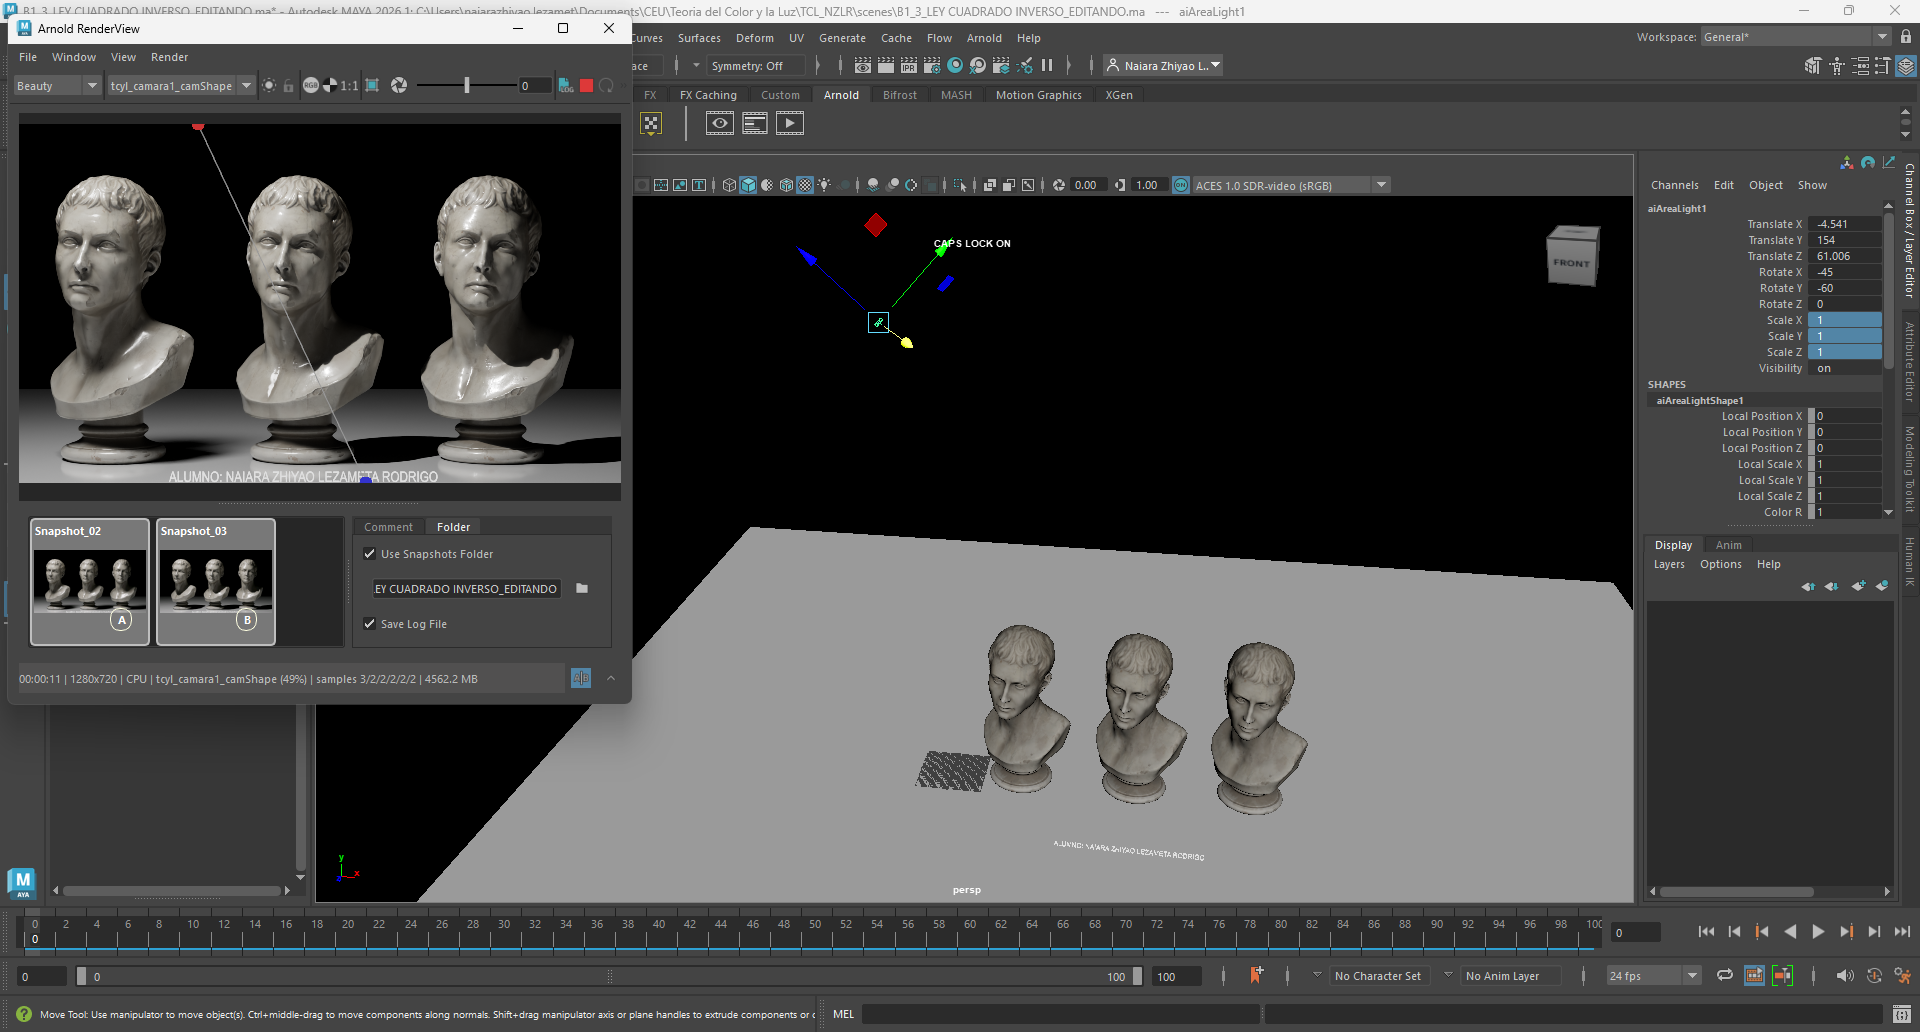 B1_3_LEY CUADRADO INVERSO_EDITANDO.ma* - Autodesk MAYA 2026.1: C:\Users\naiarazhiyao.lezamet\Documents\CEU\Teoria del Color y la Luz\TCL_NZLR\scenes\B1_3_LEY CUADRADO INVERSO_EDITANDO.ma --- aiAreaLight1
Arnold RenderView
File Window View Render
Beauty tcyl_camara1_camShape RGB 1:1 0 LOG
Curves Surfaces Deform UV Generate Cache Flow Arnold Help
Workspace: General*
Symmetry: Off
IPR
Naiara Zhiyao L..
FX FX Caching Custom Arnold Bifrost MASH Motion Graphics XGen
0.00 1.00 ON ACES 1.0 SDR-video (sRGB)
CAPS LOCK ON
FRONT
ALUMNO: NAIARA ZHIYAO LEZAMETA RODRIGO
Snapshot_02
A
Snapshot_03
B
Comment Folder
Use Snapshots Folder
EY CUADRADO INVERSO_EDITANDO
Save Log File
00:00:11 | 1280x720 | CPU | tcyl_camara1_camShape (49%) | samples 3/2/2/2/2/2 | 4562.2 MB
A|B
ALUMNO: NAIARA ZHIYAO LEZAMETA RODRIGO
y
x
persp
Channels Edit Object Show
aiAreaLight1
Translate X -4.541
Translate Y 154
Translate Z 61.006
Rotate X -45
Rotate Y -60
Rotate Z 0
Scale X 1
Scale Y 1
Scale Z 1
Visibility on
SHAPES
aiAreaLightShape1
Local Position X 0
Local Position Y 0
Local Position Z 0
Local Scale X 1
Local Scale Y 1
Local Scale Z 1
Color R 1
Display Anim
Layers Options Help
Channel Box / Layer Editor
Attribute Editor
Modeling Toolkit
Human IK
M
AYA
0 2 4 6 8 10 12 14 16 18 20 22 24 26 28 30 32 34 36 38 40 42 44 46 48 50 52 54 56 58 60 62 64 66 68 70 72 74 76 78 80 82 84 86 88 90 92 94 96 98 100
0
0
0 0 100 100
No Character Set No Anim Layer 24 fps
Move Tool: Use manipulator to move object(s). Ctrl+middle-drag to move components along normals. Shift+drag manipulator axis or plane handles to extrude components or
MEL